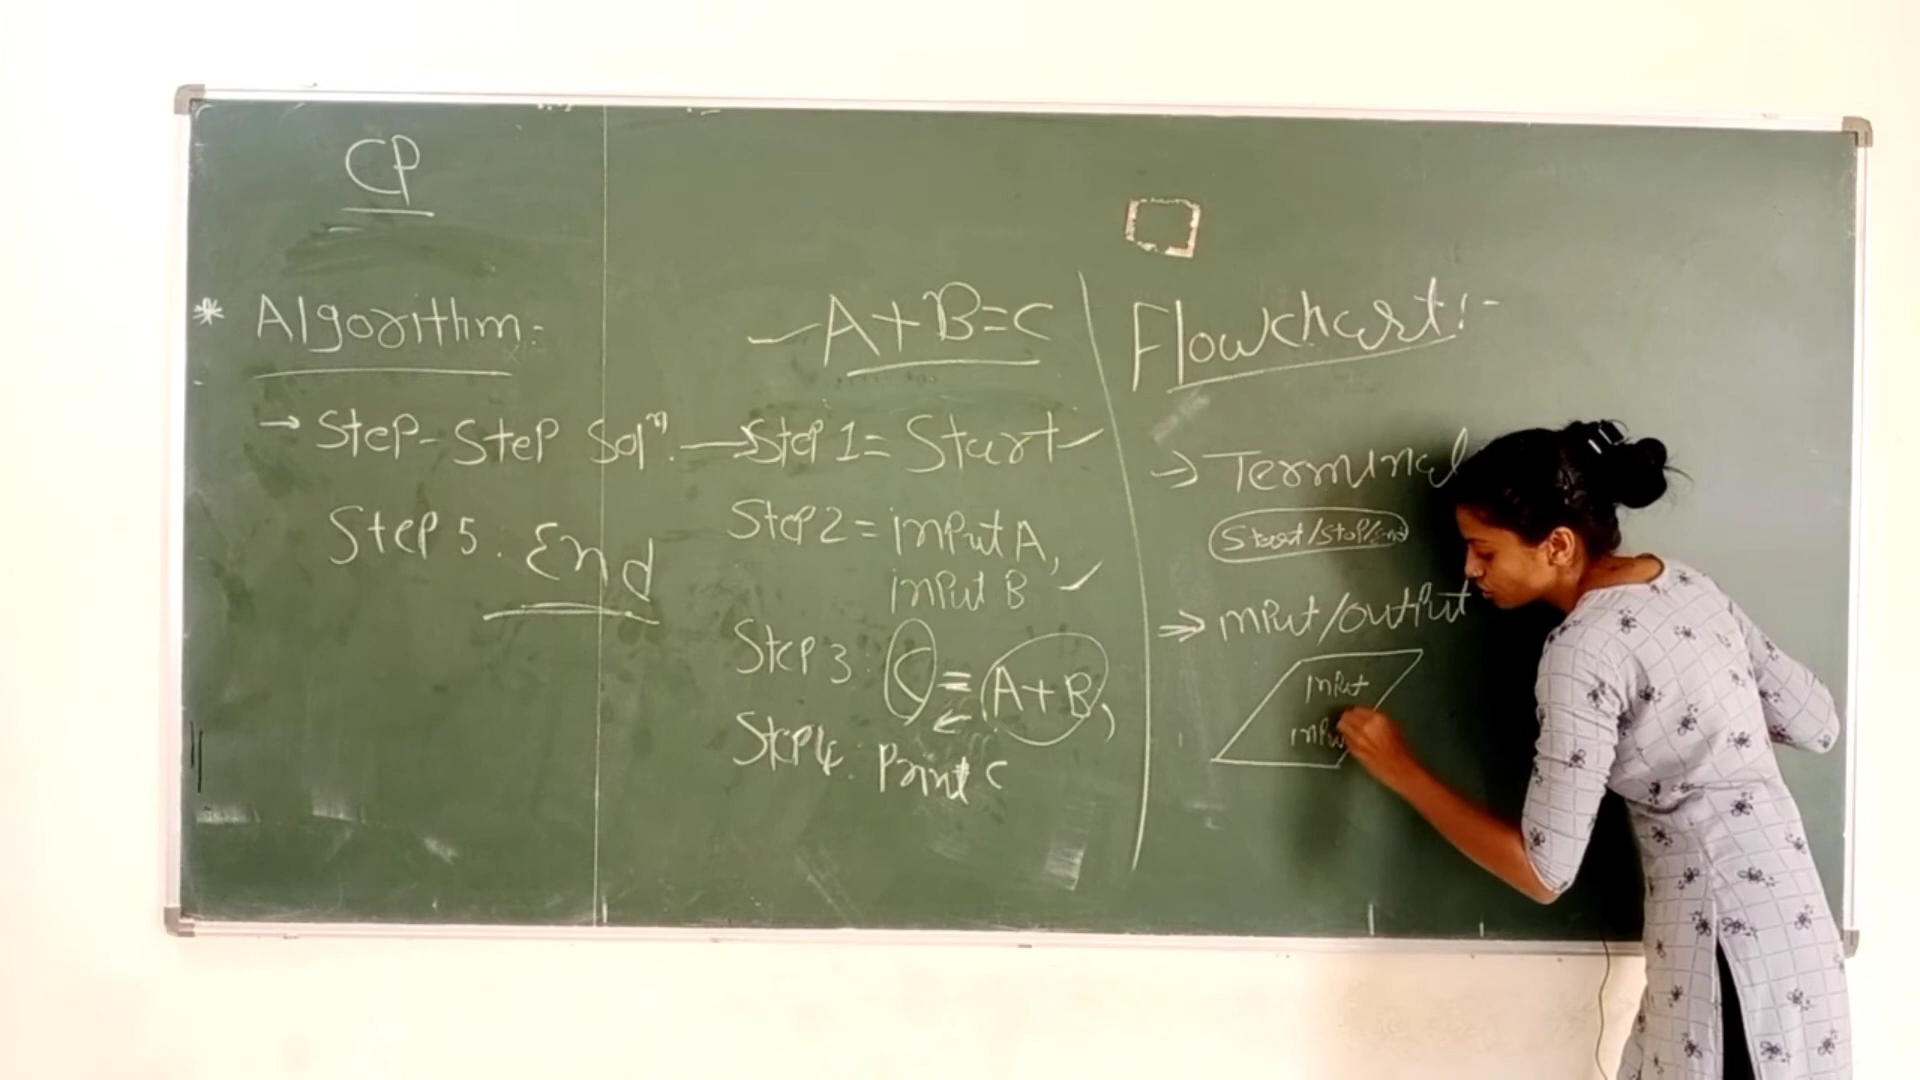 CP
* Algorithm:-
→ Step-Step Solⁿ.
Step 5. End
A+B=C
→ Step 1 = Start
Step 2 = input A,
input B
Step 3 : C = A+B,
Step 4 : Print C
Flowchart :-
→ Terminal
Start/Stop/End
⇒ input/output
input